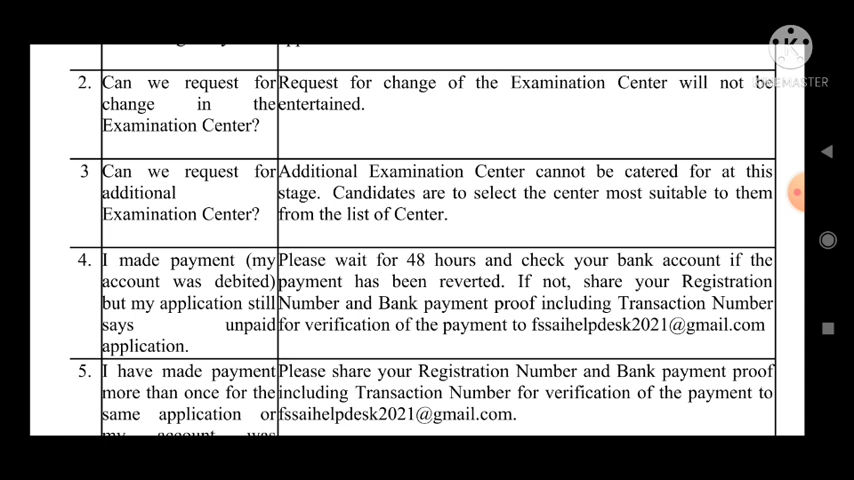 2. Can we request for Request for change of the Examination Center will not be
change in the entertained.
Examination Center?
3 Can we request for Additional Examination Center cannot be catered for at this
additional stage. Candidates are to select the center most suitable to them
Examination Center? from the list of Center.
4. I made payment (my Please wait for 48 hours and check your bank account if the
account was debited) payment has been reverted. If not, share your Registration
but my application still Number and Bank payment proof including Transaction Number
says unpaid for verification of the payment to fssaihelpdesk2021@gmail.com
application.
5. I have made payment Please share your Registration Number and Bank payment proof
more than once for the including Transaction Number for verification of the payment to
same application or fssaihelpdesk2021@gmail.com.
my account was